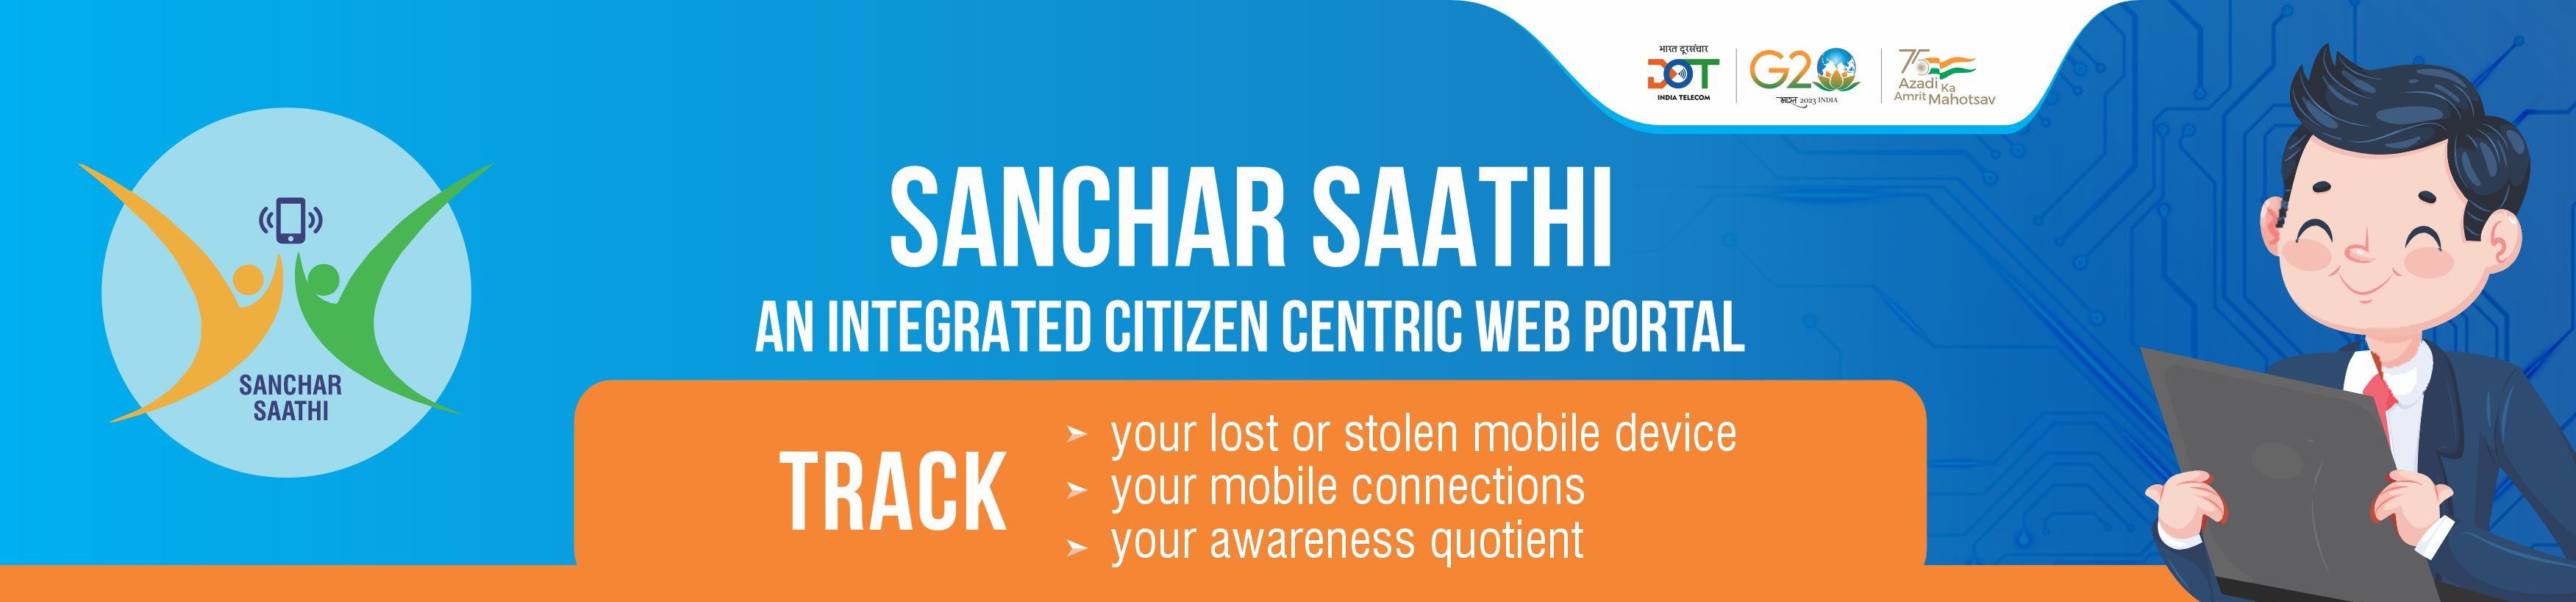 भारत दूरसंचार
DOT
INDIA TELECOM
G20
भारत 2023 INDIA
75
Azadi Ka
Amrit Mahotsav
SANCHAR SAATHI
AN INTEGRATED CITIZEN CENTRIC WEB PORTAL
SANCHAR
SAATHI
TRACK
➢ your lost or stolen mobile device
➢ your mobile connections
➢ your awareness quotient